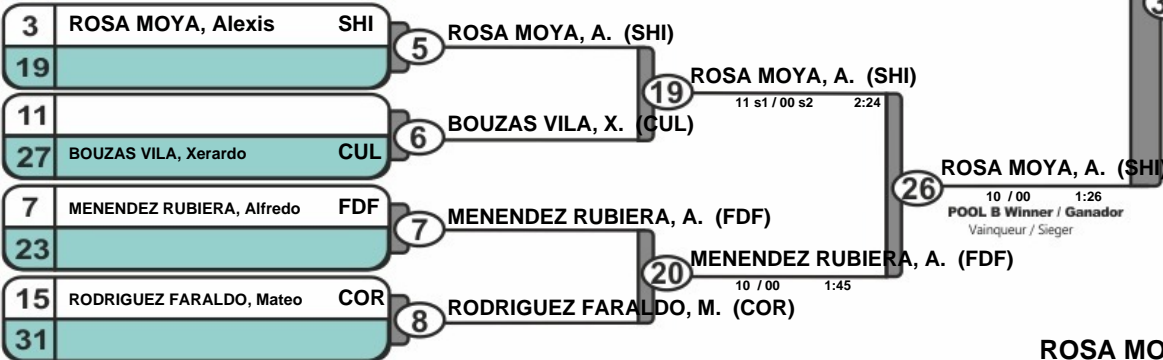 3 ROSA MOYA, Alexis SHI
19
5 ROSA MOYA, A. (SHI)
11
27 BOUZAS VILA, Xerardo CUL
6 BOUZAS VILA, X. (CUL)
19 ROSA MOYA, A. (SHI)
11 s1 / 00 s2 2:24
7 MENENDEZ RUBIERA, Alfredo FDF
23
7 MENENDEZ RUBIERA, A. (FDF)
15 RODRIGUEZ FARALDO, Mateo COR
31
8 RODRIGUEZ FARALDO, M. (COR)
20 MENENDEZ RUBIERA, A. (FDF)
10 / 00 1:45
26 ROSA MOYA, A. (SHI)
10 / 00 1:26
POOL B Winner / Ganador
Vainqueur / Sieger
ROSA MO